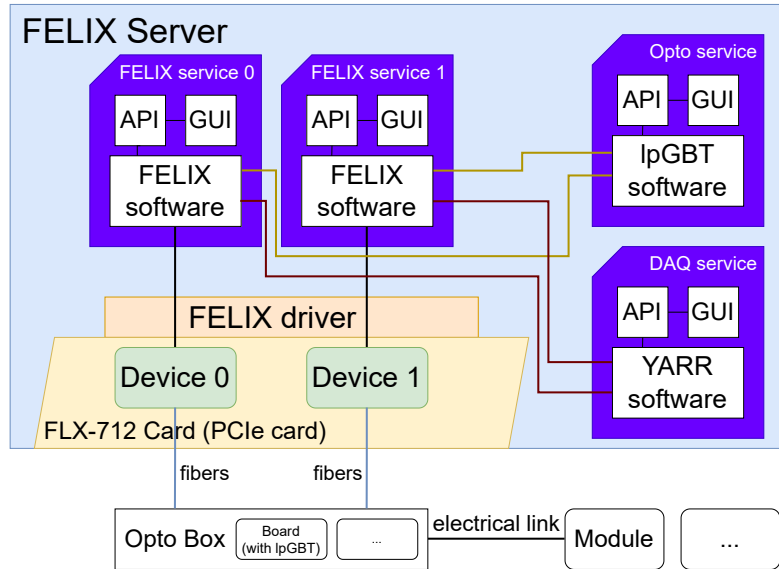 FELIX Server
FELIX service 0
API
GUI
FELIX
software
FELIX service 1
API
GUI
FELIX
software
Opto service
API
GUI
lpGBT
software
DAQ service
API
GUI
YARR
software
FELIX driver
Device 0
Device 1
FLX-712 Card (PCIe card)
fibers
fibers
Opto Box
Board
(with lpGBT)
...
electrical link
Module
...